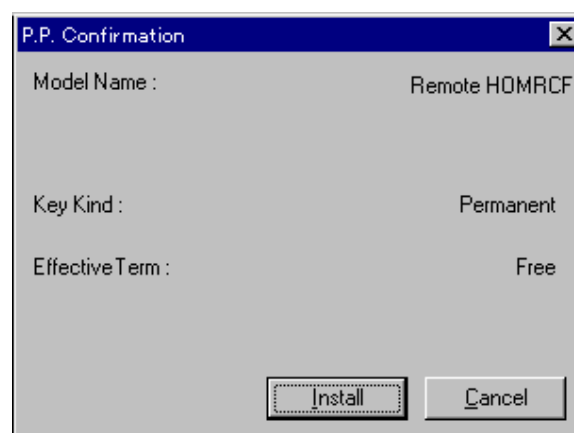 P.P. Confirmation
Model Name : Remote HOMRCF
Key Kind : Permanent
Effective Term : Free
Install Cancel